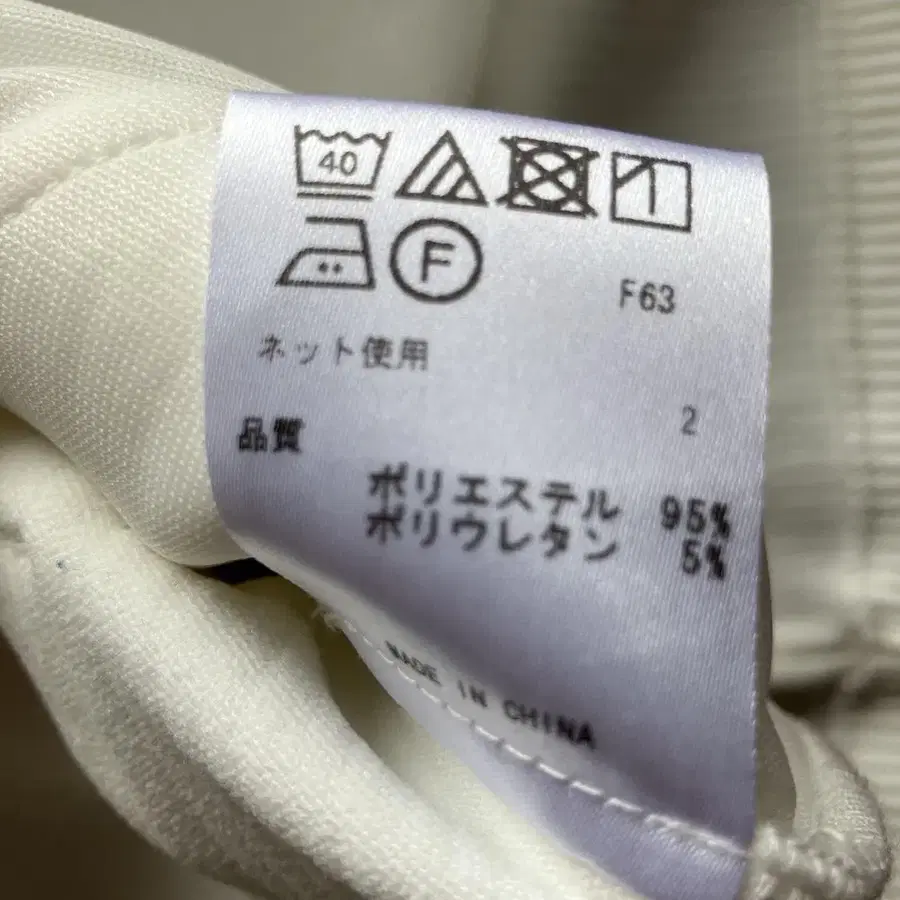 40
F
F63
ネット使用
2
品質
ポリエステル 95%
ポリウレタン 5%
MADE IN CHINA